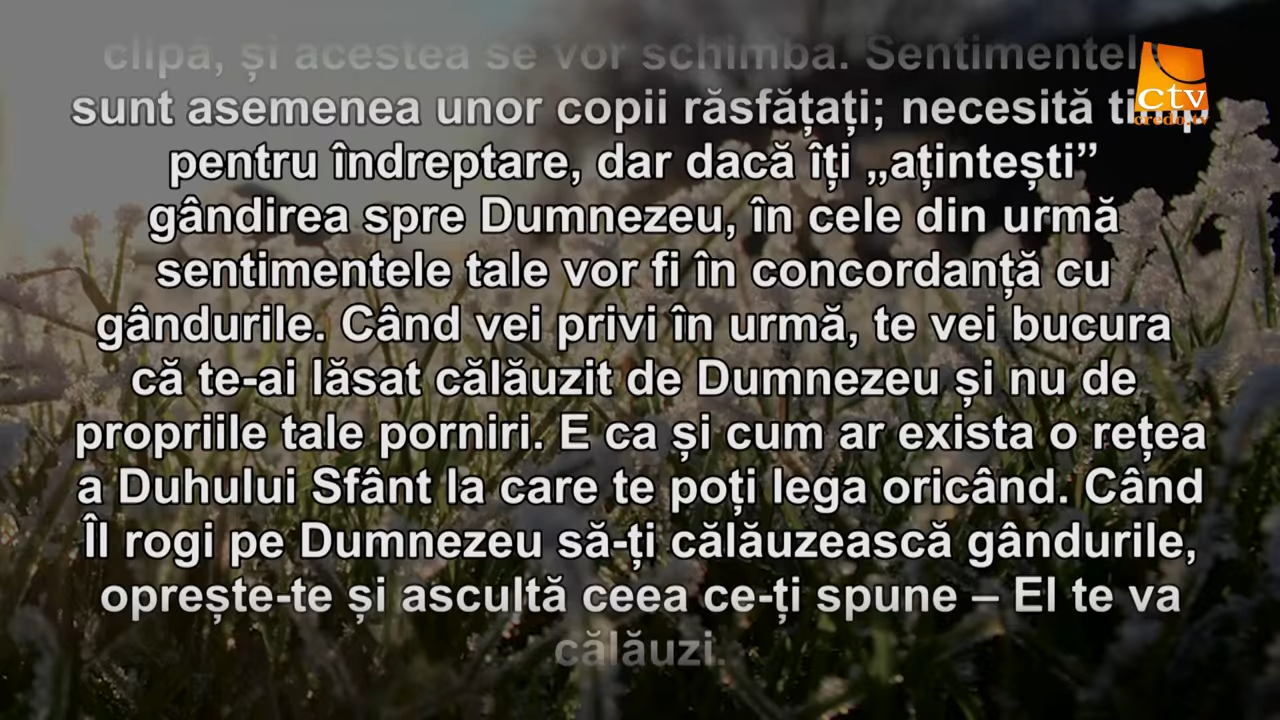 clipă, și acestea se vor schimba. Sentimentele
sunt asemenea unor copii răsfățați; necesită timp
pentru îndreptare, dar dacă îți „ațintești”
gândirea spre Dumnezeu, în cele din urmă
sentimentele tale vor fi în concordanță cu
gândurile. Când vei privi în urmă, te vei bucura
că te-ai lăsat călăuzit de Dumnezeu și nu de
propriile tale porniri. E ca și cum ar exista o rețea
a Duhului Sfânt la care te poți lega oricând. Când
Îl rogi pe Dumnezeu să-ți călăuzească gândurile,
oprește-te și ascultă ceea ce-ți spune – El te va
călăuzi.
ctv
credo.tv